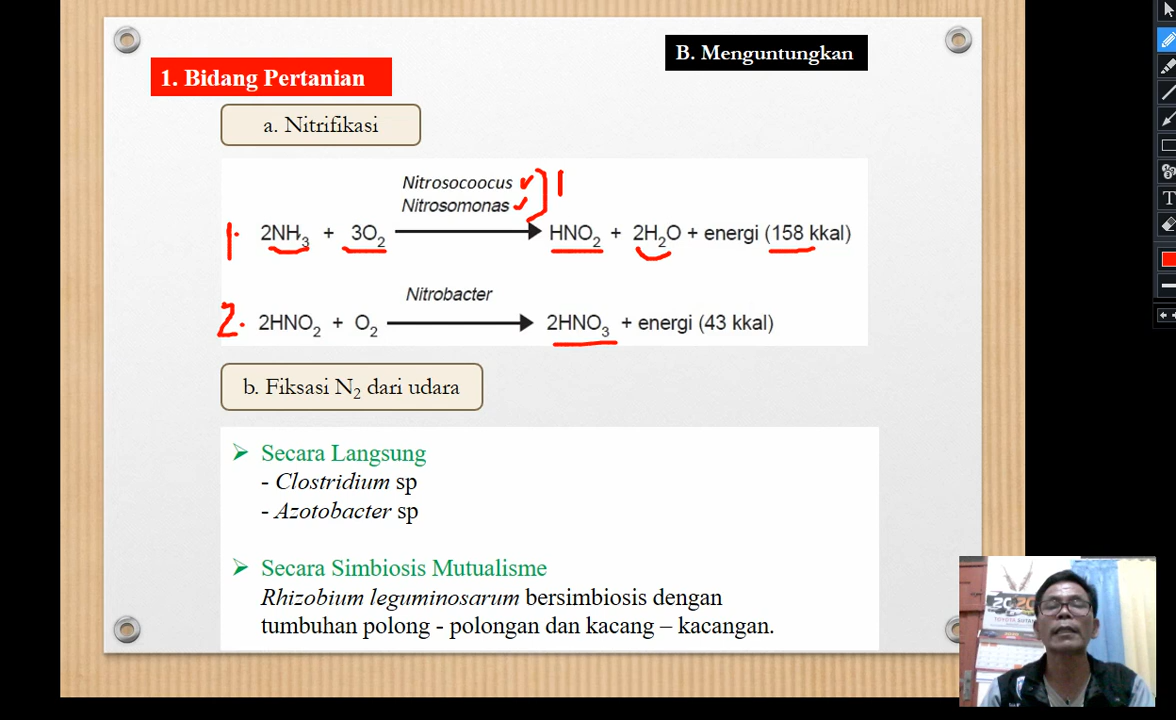 B. Menguntungkan
1. Bidang Pertanian
a. Nitrifikasi
Nitrosocoocus
Nitrosomonas
1
1. 2NH₃ + 3O₂ HNO₂ + 2H₂O + energi (158 kkal)
Nitrobacter
2. 2HNO₂ + O₂ 2HNO₃ + energi (43 kkal)
b. Fiksasi N₂ dari udara
Secara Langsung
- Clostridium sp
- Azotobacter sp
Secara Simbiosis Mutualisme
Rhizobium leguminosarum bersimbiosis dengan
tumbuhan polong - polongan dan kacang – kacangan.
T